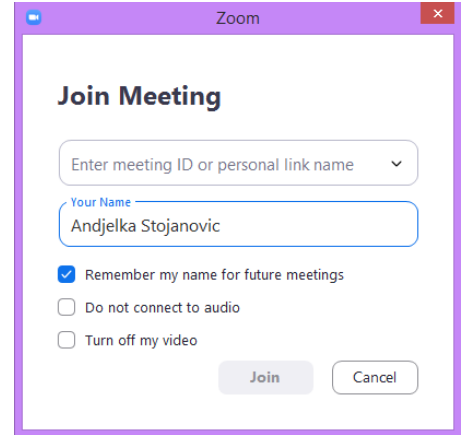 Zoom
Join Meeting
Enter meeting ID or personal link name
Your Name
Andjelka Stojanovic
Remember my name for future meetings
Do not connect to audio
Turn off my video
Join Cancel